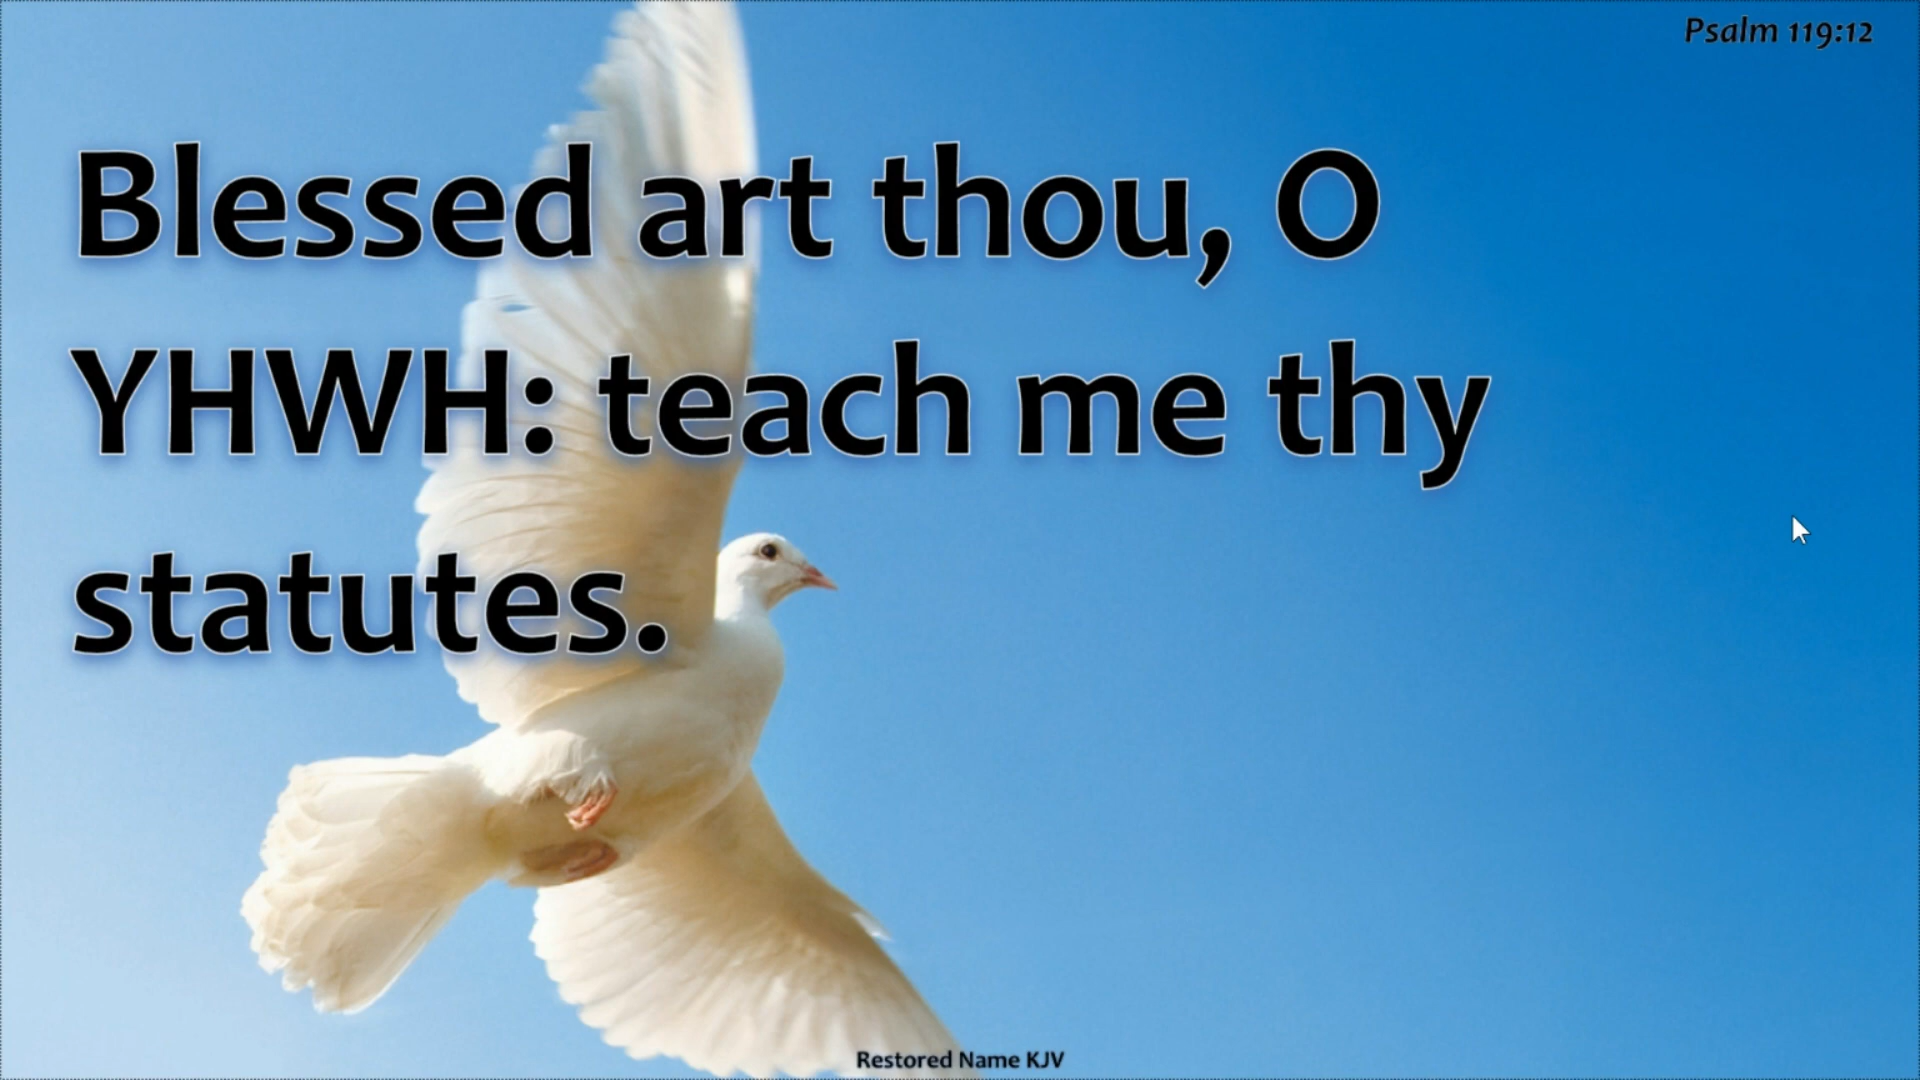 Psalm 119:12
Blessed art thou, O
YHWH: teach me thy
statutes.
Restored Name KJV